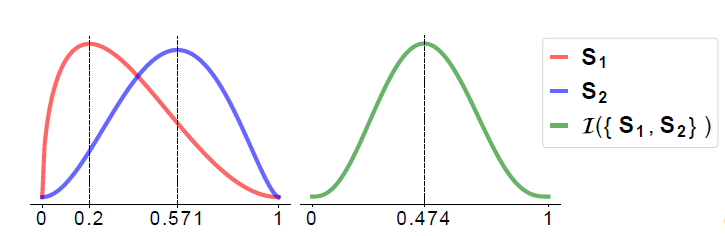 S₁
S₂
𝓘({ S₁, S₂} )
0 0.2 0.571 1
0 0.474 1